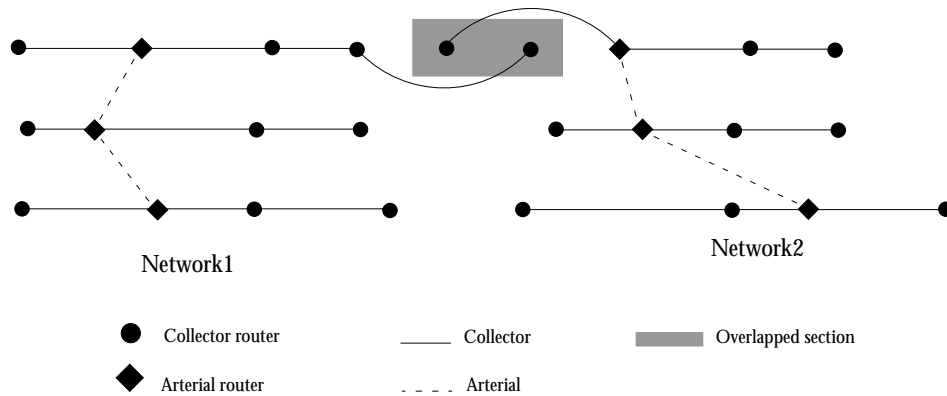 Network1
Network2
Collector router
Collector
Overlapped section
Arterial router
Arterial